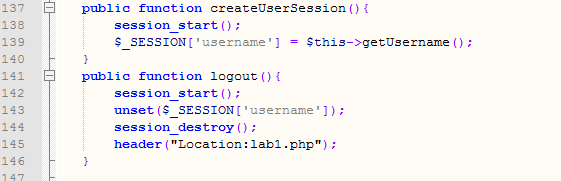 137 public function createUserSession(){
138 session_start();
139 $_SESSION['username'] = $this->getUsername();
140 }
141 public function logout(){
142 session_start();
143 unset($_SESSION['username']);
144 session_destroy();
145 header("Location:lab1.php");
146 }
147